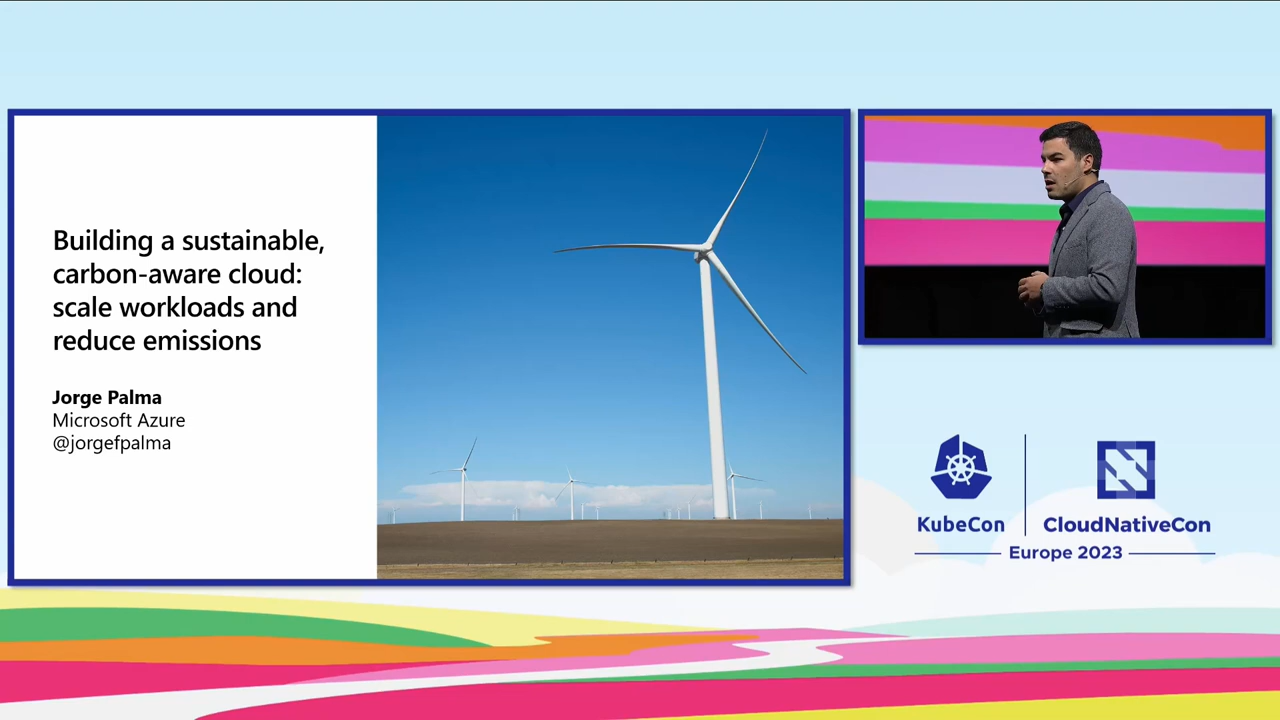 Building a sustainable,
carbon-aware cloud:
scale workloads and
reduce emissions
Jorge Palma
Microsoft Azure
@jorgefpalma
KubeCon
CloudNativeCon
Europe 2023